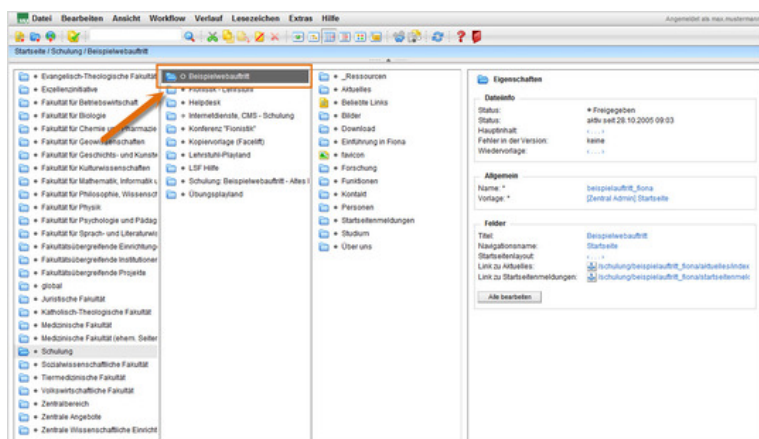 Datei Bearbeiten Ansicht Workflow Verlauf Lesezeichen Extras Hilfe
Angemeldet als max.musterman
Startseite / Schulung / Beispielwebauftritt
Evangelisch-Theologische Fakultät
Exzellenzinitiative
Fakultät für Betriebswirtschaft
Fakultät für Biologie
Fakultät für Chemie und Pharmazie
Fakultät für Geowissenschaften
Fakultät für Geschichts- und Kunstw
Fakultät für Kulturwissenschaften
Fakultät für Mathematik, Informatik u
Fakultät für Philosophie, Wissensch
Fakultät für Physik
Fakultät für Psychologie und Pädag
Fakultät für Sprach- und Literaturwis
Fakultätsübergreifende Einrichtung
Fakultätsübergreifende Institutionen
Fakultätsübergreifende Projekte
global
Juristische Fakultät
Katholisch-Theologische Fakultät
Medizinische Fakultät
Medizinische Fakultät (ehem. Seiten
Schulung
Sozialwissenschaftliche Fakultät
Tiermedizinische Fakultät
Volkswirtschaftliche Fakultät
Zentralbereich
Zentrale Angebote
Zentrale Wissenschaftliche Einricht
Beispielwebauftritt
Fionistik - Lehrstuhl
Helpdesk
Internetdienste, CMS - Schulung
Konferenz "Fionistik"
Kopiervorlage (Facelift)
Lehrstuhl-Playland
LSF Hilfe
Schulung: Beispielwebauftritt - Altes l
Übungsplayland
_Ressourcen
Aktuelles
Beliebte Links
Bilder
Download
Einführung in Fiona
favicon
Forschung
Funktionen
Kontakt
Personen
Startseitenmeldungen
Studium
Über uns
Eigenschaften
Dateiinfo
Status: Freigegeben
Status: aktiv seit 28.10.2005 09:03
Hauptinhalt:
Fehler in der Version: keine
Wiedervorlage:
Allgemein
Name: * beispielauftritt_fiona
Vorlage: * [Zentral Admin] Startseite
Felder
Titel: Beispielwebauftritt
Navigationsname: Startseite
Startseitenlayout:
Link zu Aktuelles: /schulung/beispielauftritt_fiona/aktuelles/index
Link zu Startseitenmeldungen: /schulung/beispielauftritt_fiona/startseitenmeld
Alle bearbeiten